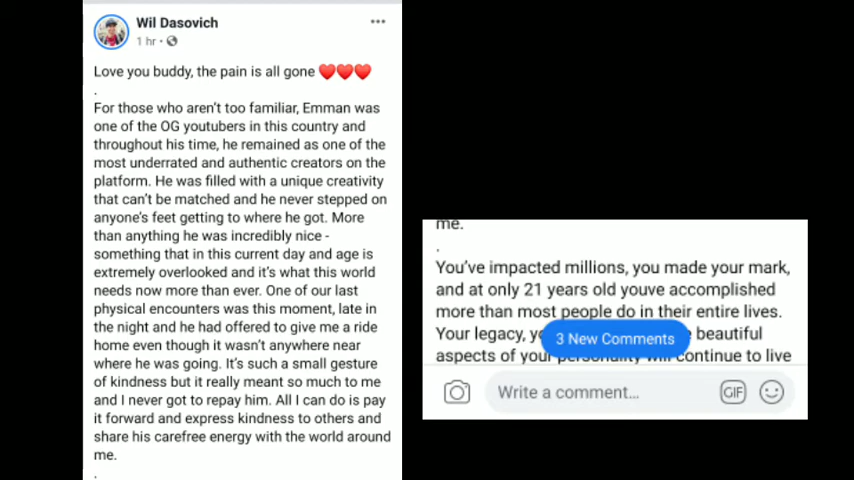 Wil Dasovich
1 hr ·
Love you buddy, the pain is all gone ❤️❤️❤️
.
For those who aren't too familiar, Emman was
one of the OG youtubers in this country and
throughout his time, he remained as one of the
most underrated and authentic creators on the
platform. He was filled with a unique creativity
that can't be matched and he never stepped on
anyone's feet getting to where he got. More
than anything he was incredibly nice -
something that in this current day and age is
extremely overlooked and it's what this world
needs now more than ever. One of our last
physical encounters was this moment, late in
the night and he had offered to give me a ride
home even though it wasn't anywhere near
where he was going. It's such a small gesture
of kindness but it really meant so much to me
and I never got to repay him. All I can do is pay
it forward and express kindness to others and
share his carefree energy with the world around
me.
.
me.
.
You've impacted millions, you made your mark,
and at only 21 years old youve accomplished
more than most people do in their entire lives.
Your legacy, beautiful
3 New Comments
aspects of your personality will continue to live
Write a comment...
GIF